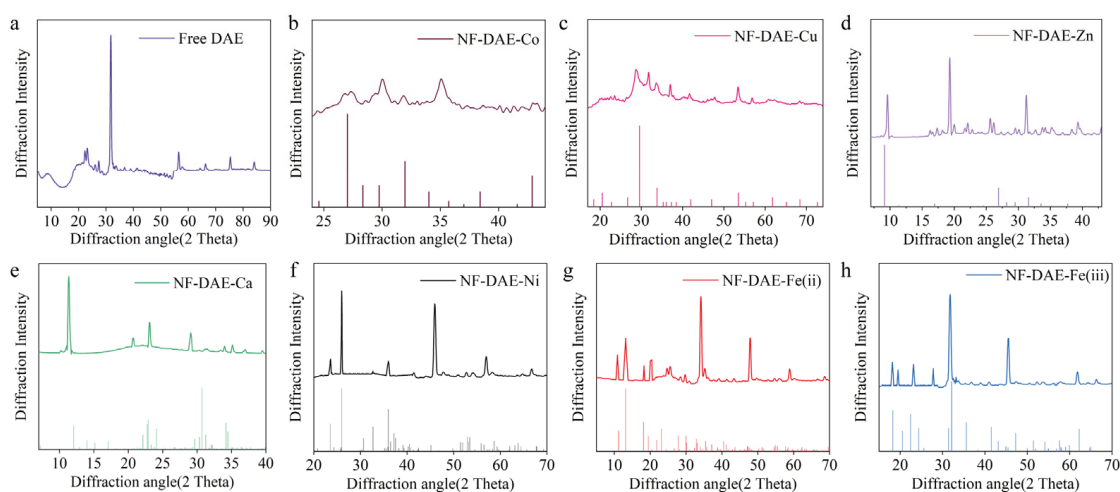 a
Free DAE
Diffraction Intensity
10 20 30 40 50 60 70 80 90
Diffraction angle(2 Theta)
b
NF-DAE-Co
Diffraction Intensity
25 30 35 40
Diffraction angle(2 Theta)
c
NF-DAE-Cu
Diffraction Intensity
20 30 40 50 60 70
Diffraction angle(2 Theta)
d
NF-DAE-Zn
Diffraction Intensity
10 15 20 25 30 35 40
Diffraction angle(2 Theta)
e
NF-DAE-Ca
Diffraction Intensity
10 15 20 25 30 35 40
Diffraction angle(2 Theta)
f
NF-DAE-Ni
Diffraction Intensity
20 30 40 50 60 70
Diffraction angle(2 Theta)
g
NF-DAE-Fe(ii)
Diffraction Intensity
10 20 30 40 50 60 70
Diffraction angle(2 Theta)
h
NF-DAE-Fe(iii)
Diffraction Intensity
20 30 40 50 60 70
Diffraction angle(2 Theta)